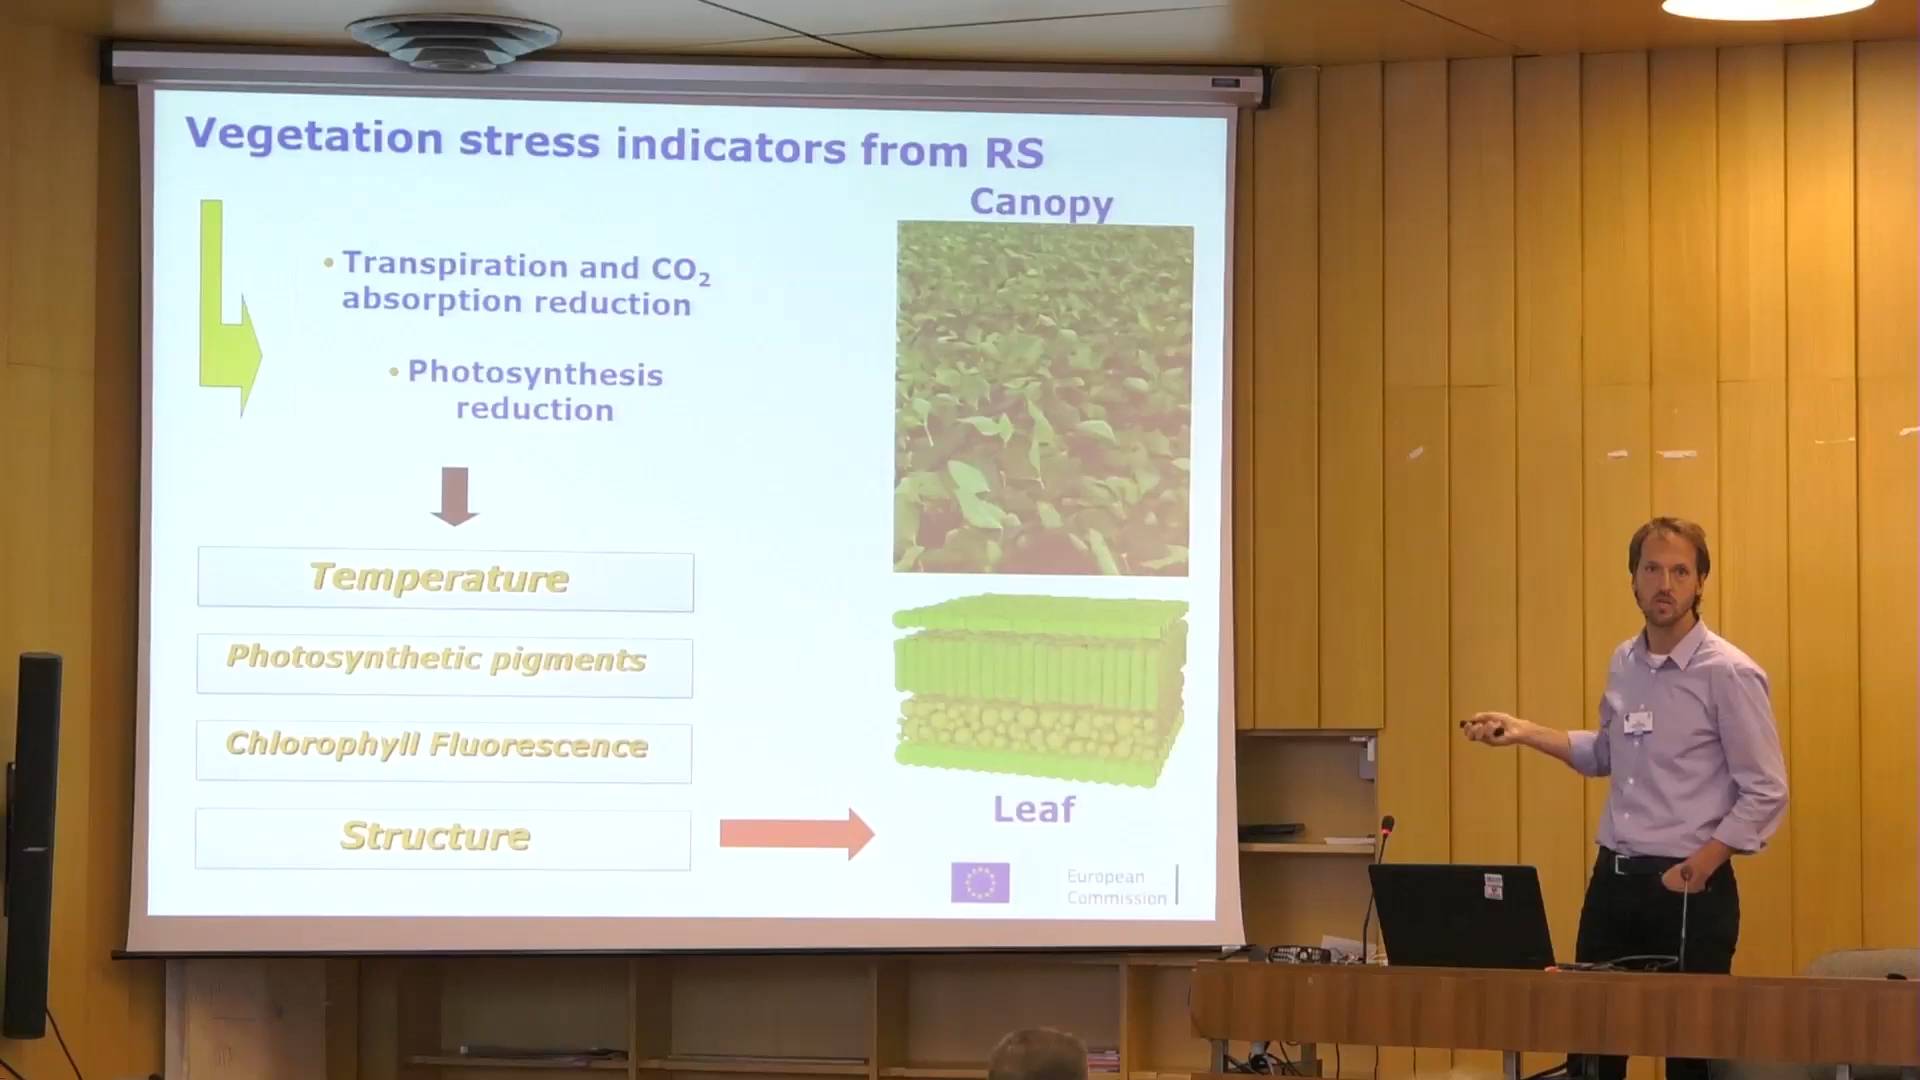 Vegetation stress indicators from RS
Canopy
• Transpiration and CO₂
absorption reduction
• Photosynthesis
reduction
Temperature
Photosynthetic pigments
Chlorophyll Fluorescence
Structure
Leaf
European
Commission